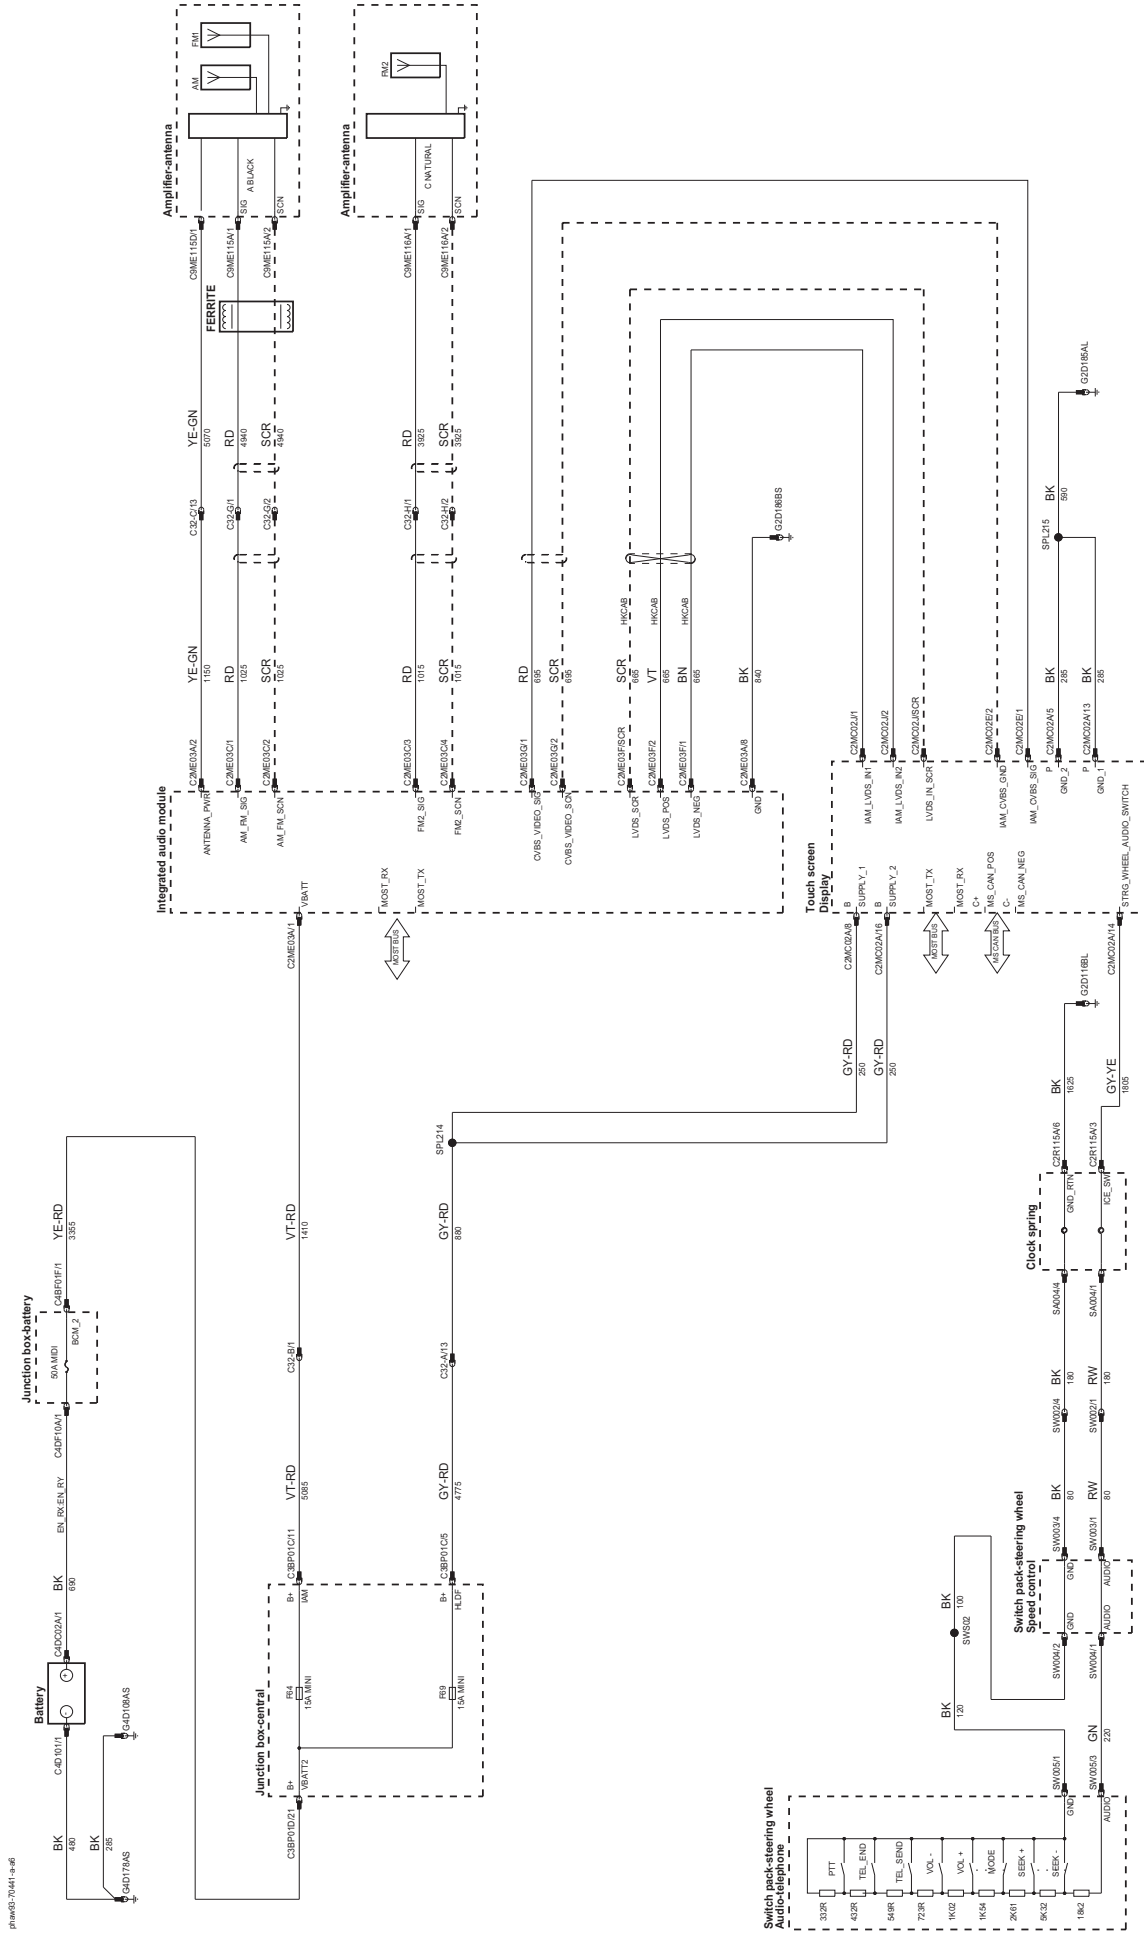 phaw93-70441-a-a6
FM1
AM
Amplifier-antenna
A BLACK
SIG
SCN
C9ME115D/1
C9ME115A/1
C9ME115A/2
FERRITE
YE-GN
5070
RD
4940
SCR
4940
C32-C/13
C32-G/1
C32-G/2
YE-GN
1150
RD
1025
SCR
1025
C2ME03A/2
C2ME03C/1
C2ME03C/2
FM2
Amplifier-antenna
C NATURAL
SIG
SCN
C9ME116A/1
C9ME116A/2
RD
3925
SCR
3925
C32-H/1
C32-H/2
RD
1015
SCR
1015
C2ME03C/3
C2ME03C/4
RD
695
SCR
695
C2ME03G/1
C2ME03G/2
HKCAB
HKCAB
HKCAB
SCR
665
VT
665
BN
665
C2ME03F/SCR
C2ME03F/2
C2ME03F/1
G2D186BS
BK
840
C2ME03A/8
Integrated audio module
ANTENNA_PWR
AM_FM_SIG
AM_FM_SCN
FM2_SIG
FM2_SCN
CVBS_VIDEO_SIG
CVBS_VIDEO_SCN
LVDS_SCR
LVDS_POS
LVDS_NEG
GND
VBATT
MOST_RX
MOST_TX
MOST BUS
C2ME03A/1
G2D185AL
BK
590
SPL215
BK
285
BK
285
C2MC02J/1
C2MC02J/2
C2MC02J/SCR
C2MC02E/2
C2MC02E/1
C2MC02A/5
C2MC02A/13
Touch screen
Display
IAM_LVDS_IN1
IAM_LVDS_IN2
LVDS_IN_SCR
IAM_CVBS_GND
IAM_CVBS_SIG
P
GND_2
P
GND_1
B
SUPPLY_1
B
SUPPLY_2
MOST_TX
MOST_RX
C+
MS_CAN_POS
C-
MS_CAN_NEG
STRG_WHEEL_AUDIO_SWITCH
MOST BUS
MS CAN BUS
C2MC02A/8
C2MC02A/16
C2MC02A/14
GY-RD
250
GY-RD
250
SPL214
GY-RD
880
VT-RD
1410
C32-B/1
C32-A/13
VT-RD
5085
GY-RD
4775
C3BP01C/11
C3BP01C/5
Junction box-central
B+
IAM
B+
HLDF
F64
15A MINI
F69
15A MINI
B+
VBATT2
C3BP01D/21
YE-RD
3355
C4BF01F/1
Junction box-battery
50A MIDI
BCM_2
C4DF10A/1
EN_RX:EN_RY
BK
690
C4DC02A/1
Battery
+
-
C4D101/1
G4D108AS
BK
480
BK
285
G4D178AS
G2D116BL
BK
1625
GY-YE
1805
C2R115A/6
C2R115A/3
Clock spring
GND_RTN
ICE_SW
SA004/4
SA004/1
BK
180
RW
180
SW002/4
SW002/1
BK
80
RW
80
SW003/4
SW003/1
Switch pack-steering wheel
Speed control
GND
AUDIO
GND
AUDIO
SW004/2
SW004/1
BK
100
SWS02
BK
120
GN
220
SW005/1
SW005/3
Switch pack-steering wheel
Audio-telephone
GND
AUDIO
PTT
TEL_END
TEL_SEND
VOL -
VOL +
MODE
SEEK +
SEEK -
332R
432R
549R
723R
1K02
1K54
2K61
5K32
18k2